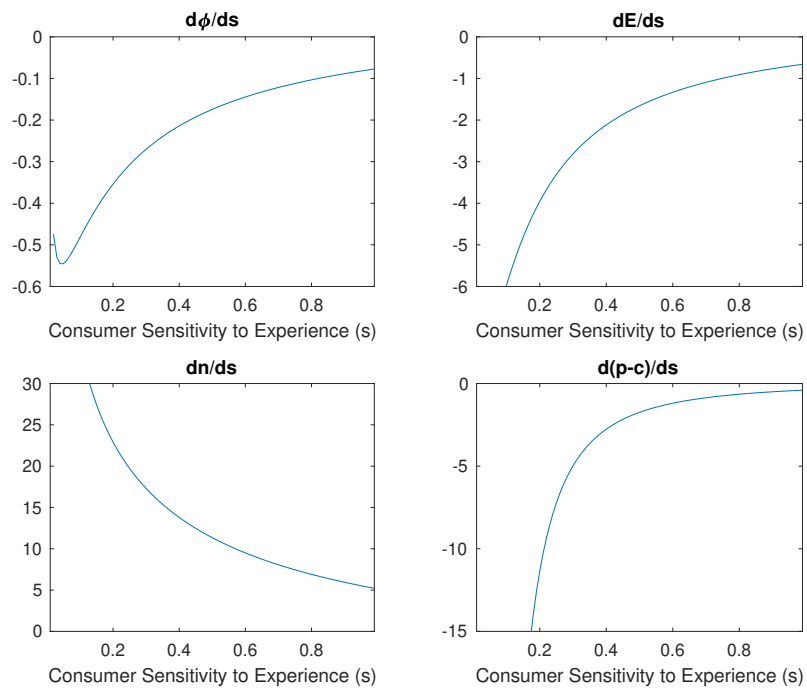 dϕ/ds
0
-0.1
-0.2
-0.3
-0.4
-0.5
-0.6
0.2 0.4 0.6 0.8
Consumer Sensitivity to Experience (s)
dE/ds
0
-1
-2
-3
-4
-5
-6
0.2 0.4 0.6 0.8
Consumer Sensitivity to Experience (s)
dn/ds
30
25
20
15
10
5
0
0.2 0.4 0.6 0.8
Consumer Sensitivity to Experience (s)
d(p-c)/ds
0
-5
-10
-15
0.2 0.4 0.6 0.8
Consumer Sensitivity to Experience (s)